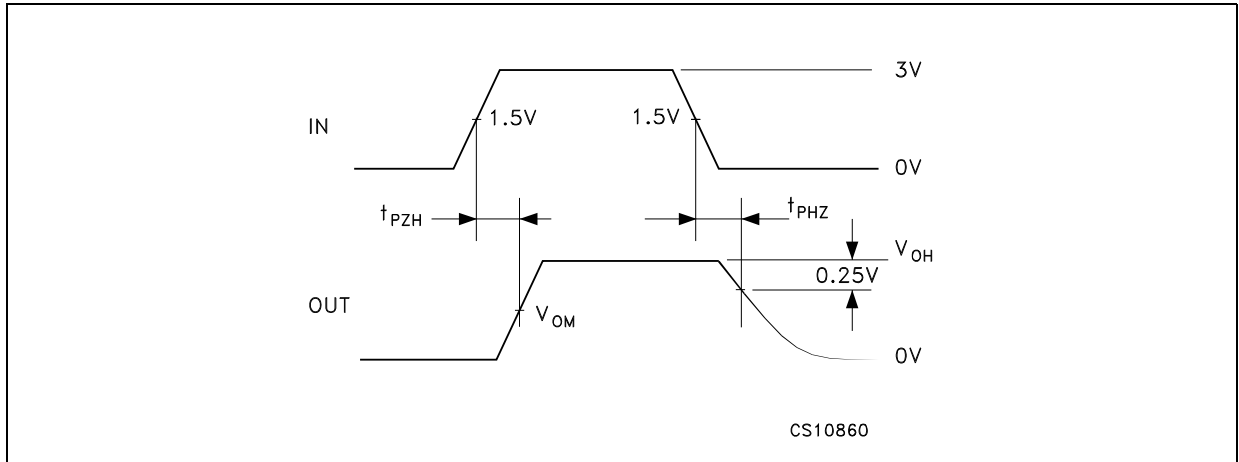 3V
IN
1.5V
1.5V
0V
tPZH
tPHZ
VOH
0.25V
OUT
VOM
0V
CS10860